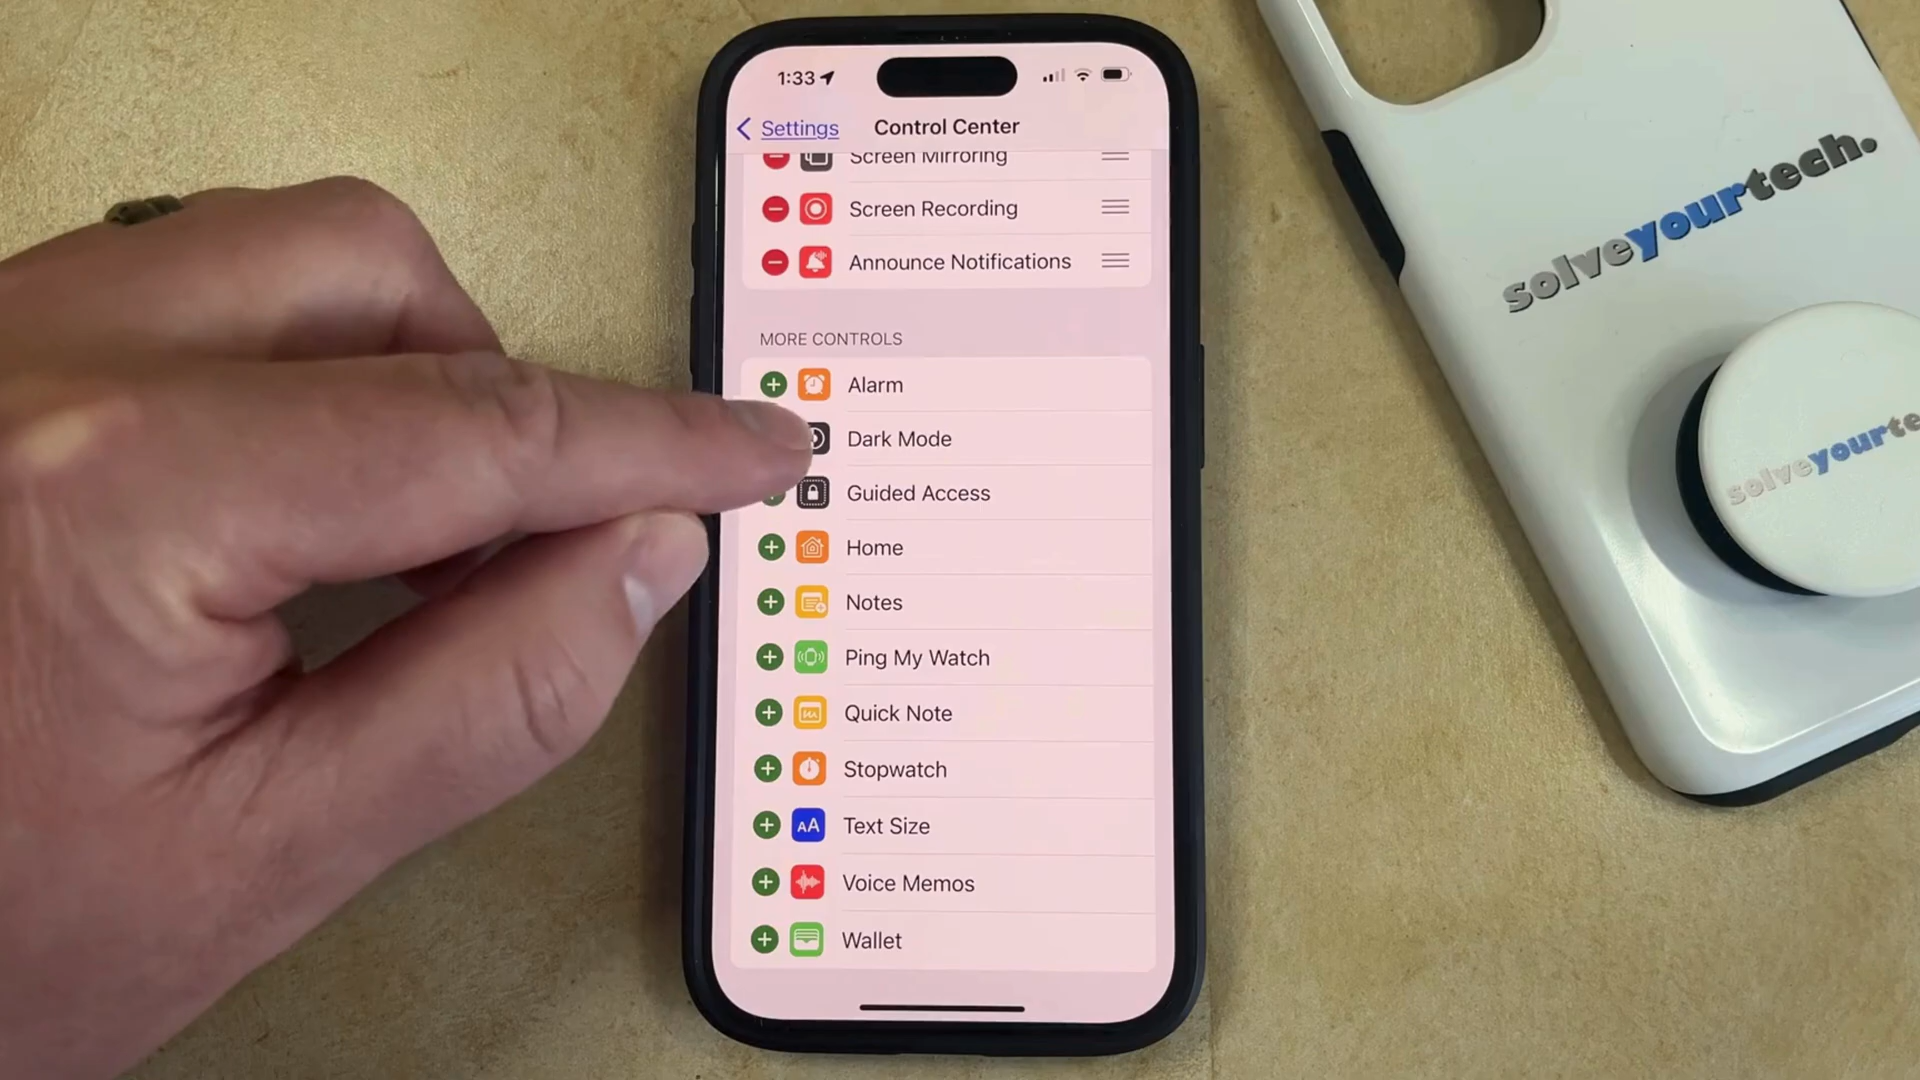 1:33
Settings
Control Center
Screen Mirroring
Screen Recording
Announce Notifications
MORE CONTROLS
Alarm
Dark Mode
Guided Access
Home
Notes
Ping My Watch
Quick Note
Stopwatch
AA Text Size
Voice Memos
Wallet
solveyourtech.
solveyourte